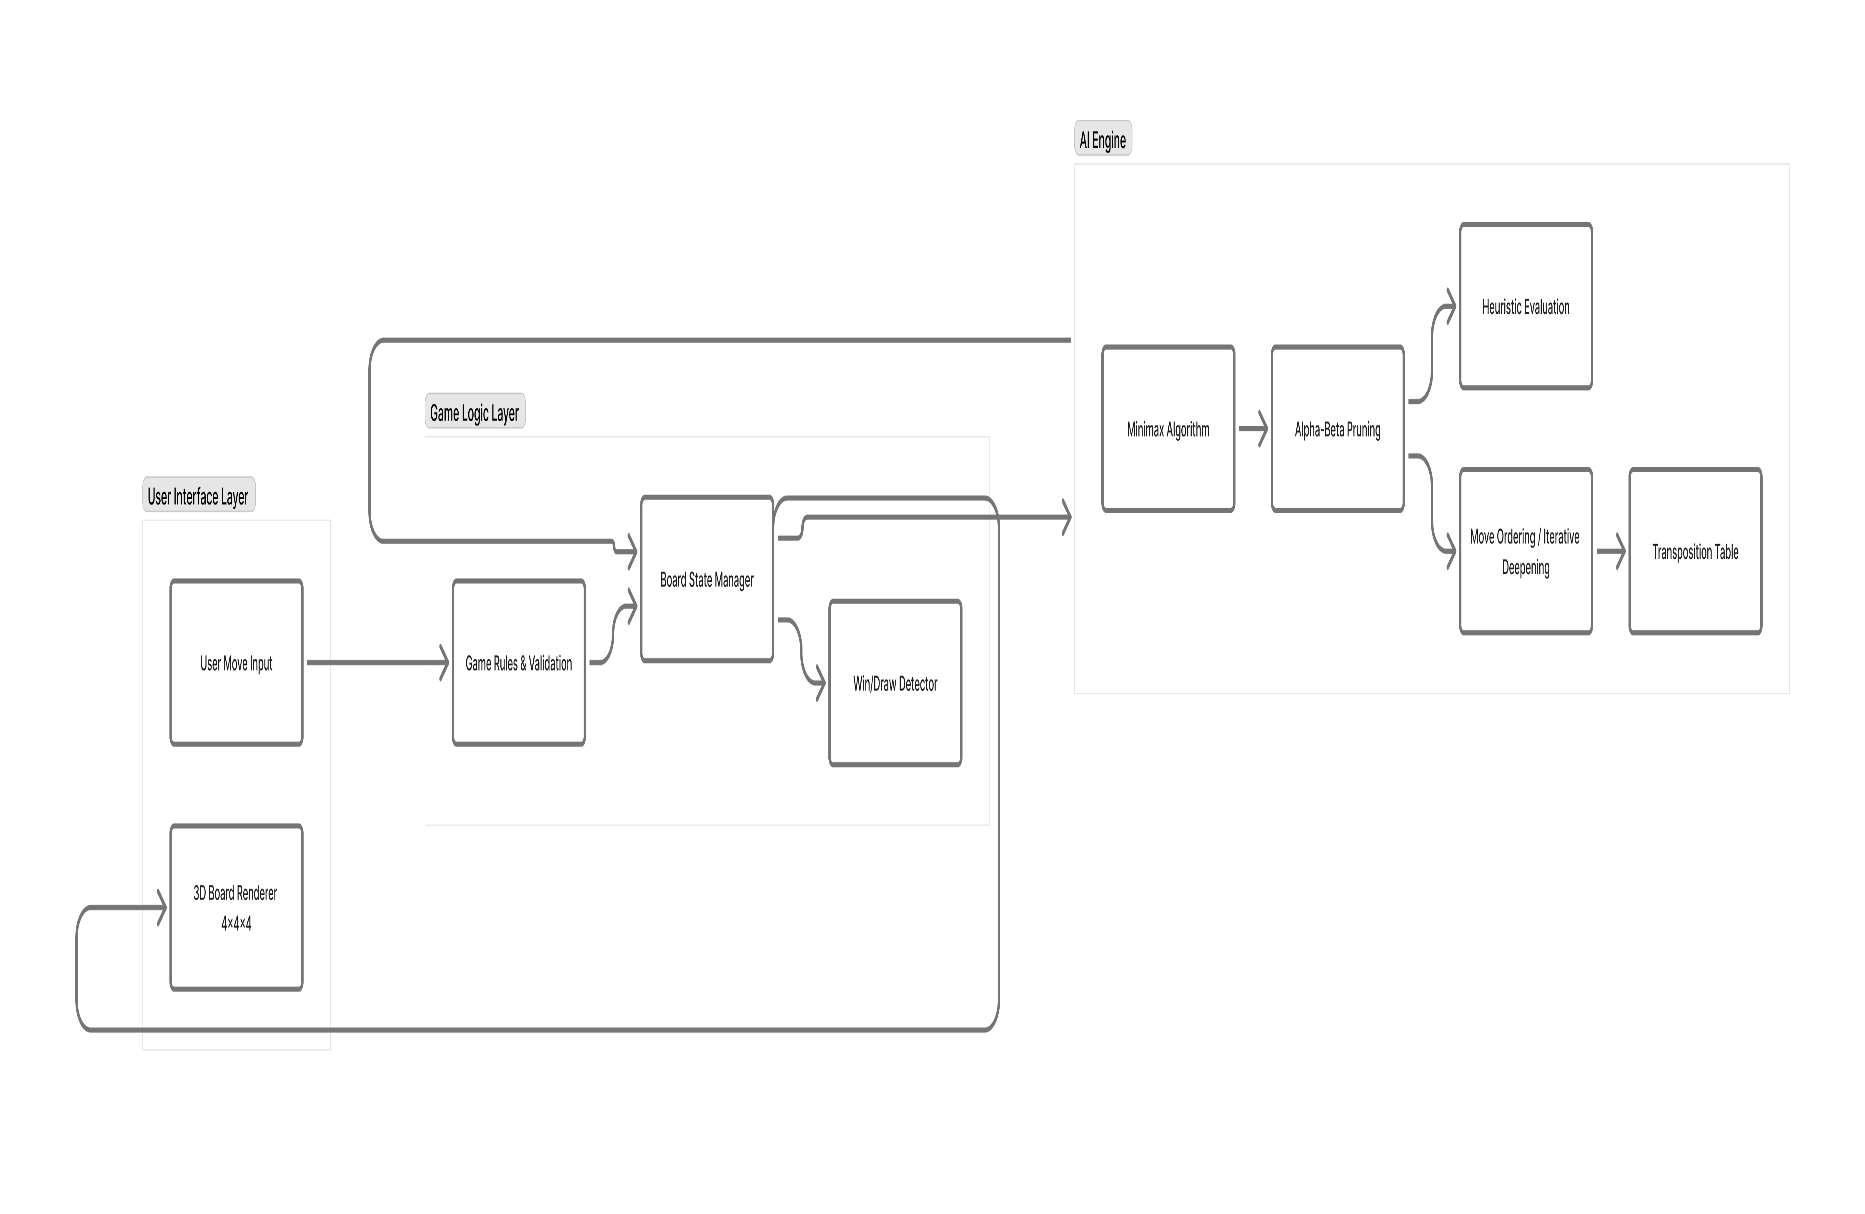 AI Engine
Heuristic Evaluation
Minimax Algorithm
Alpha-Beta Pruning
Move Ordering / Iterative
Deepening
Transposition Table
Game Logic Layer
Board State Manager
Game Rules & Validation
Win/Draw Detector
User Interface Layer
User Move Input
3D Board Renderer
4×4×4